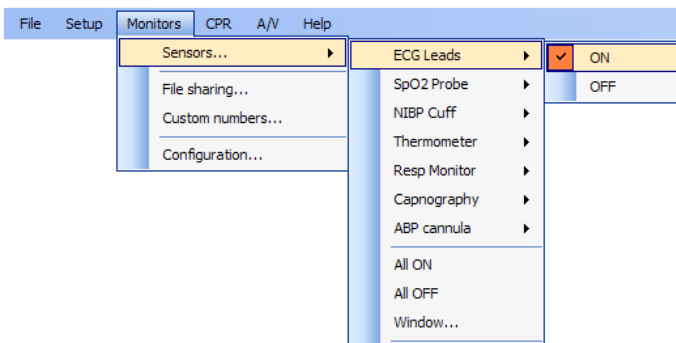 File Setup Monitors CPR A/V Help
Sensors...
File sharing...
Custom numbers...
Configuration...
ECG Leads
SpO2 Probe
NIBP Cuff
Thermometer
Resp Monitor
Capnography
ABP cannula
All ON
All OFF
Window...
ON
OFF